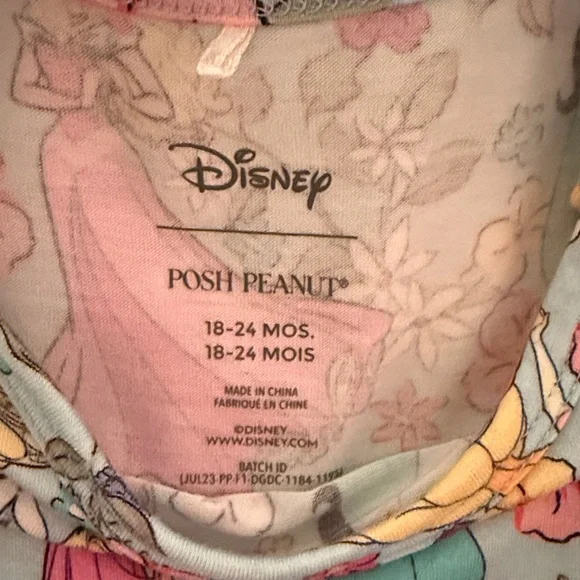 Disney
POSH PEANUT®
18-24 MOS.
18-24 MOIS
MADE IN CHINA
FABRIQUÉ EN CHINE
©DISNEY
WWW.DISNEY.COM
BATCH ID